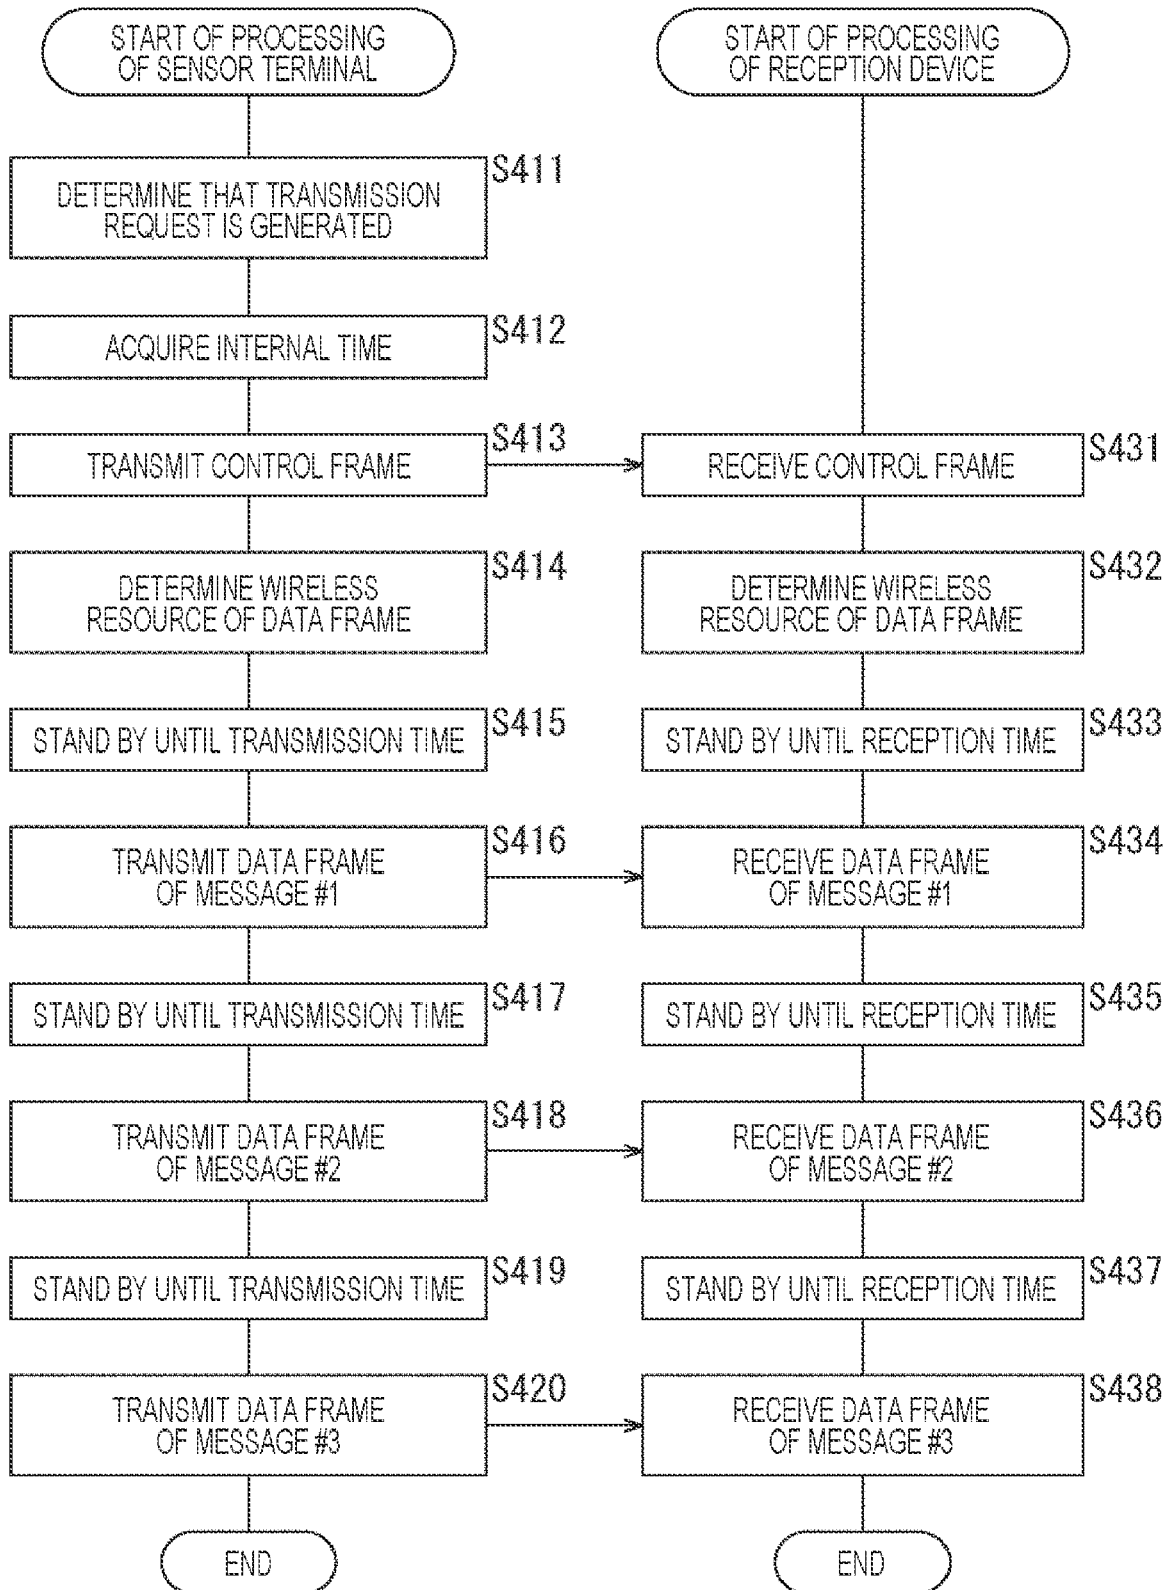 START OF PROCESSING
OF SENSOR TERMINAL
START OF PROCESSING
OF RECEPTION DEVICE
S411
DETERMINE THAT TRANSMISSION
REQUEST IS GENERATED
S412
ACQUIRE INTERNAL TIME
S413
TRANSMIT CONTROL FRAME
S431
RECEIVE CONTROL FRAME
S414
DETERMINE WIRELESS
RESOURCE OF DATA FRAME
S432
DETERMINE WIRELESS
RESOURCE OF DATA FRAME
S415
STAND BY UNTIL TRANSMISSION TIME
S433
STAND BY UNTIL RECEPTION TIME
S416
TRANSMIT DATA FRAME
OF MESSAGE #1
S434
RECEIVE DATA FRAME
OF MESSAGE #1
S417
STAND BY UNTIL TRANSMISSION TIME
S435
STAND BY UNTIL RECEPTION TIME
S418
TRANSMIT DATA FRAME
OF MESSAGE #2
S436
RECEIVE DATA FRAME
OF MESSAGE #2
S419
STAND BY UNTIL TRANSMISSION TIME
S437
STAND BY UNTIL RECEPTION TIME
S420
TRANSMIT DATA FRAME
OF MESSAGE #3
S438
RECEIVE DATA FRAME
OF MESSAGE #3
END
END